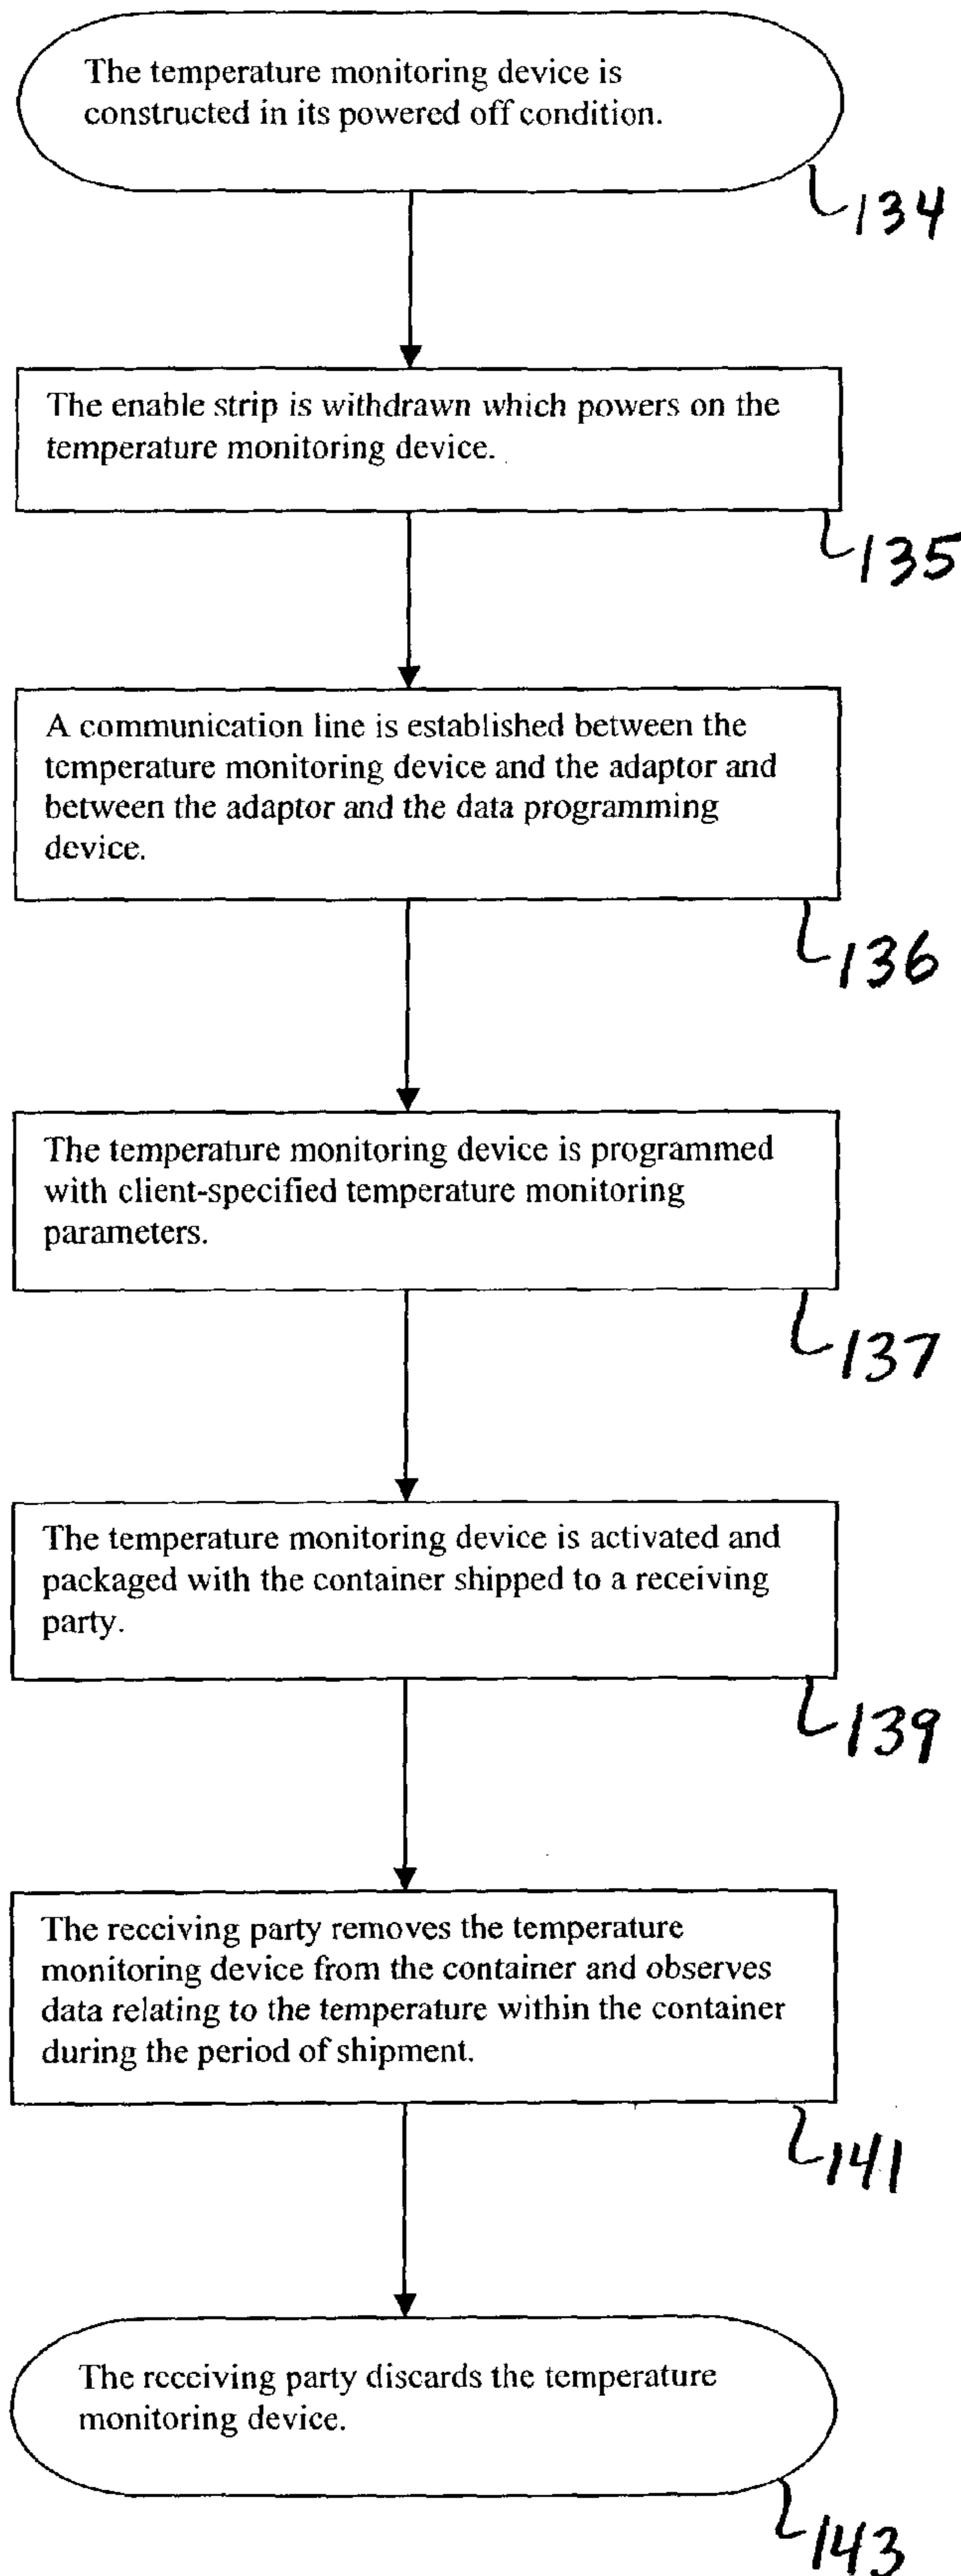 The temperature monitoring device is
constructed in its powered off condition.
134
The enable strip is withdrawn which powers on the
temperature monitoring device.
135
A communication line is established between the
temperature monitoring device and the adaptor and
between the adaptor and the data programming
device.
136
The temperature monitoring device is programmed
with client-specified temperature monitoring
parameters.
137
The temperature monitoring device is activated and
packaged with the container shipped to a receiving
party.
139
The receiving party removes the temperature
monitoring device from the container and observes
data relating to the temperature within the container
during the period of shipment.
141
The receiving party discards the temperature
monitoring device.
143